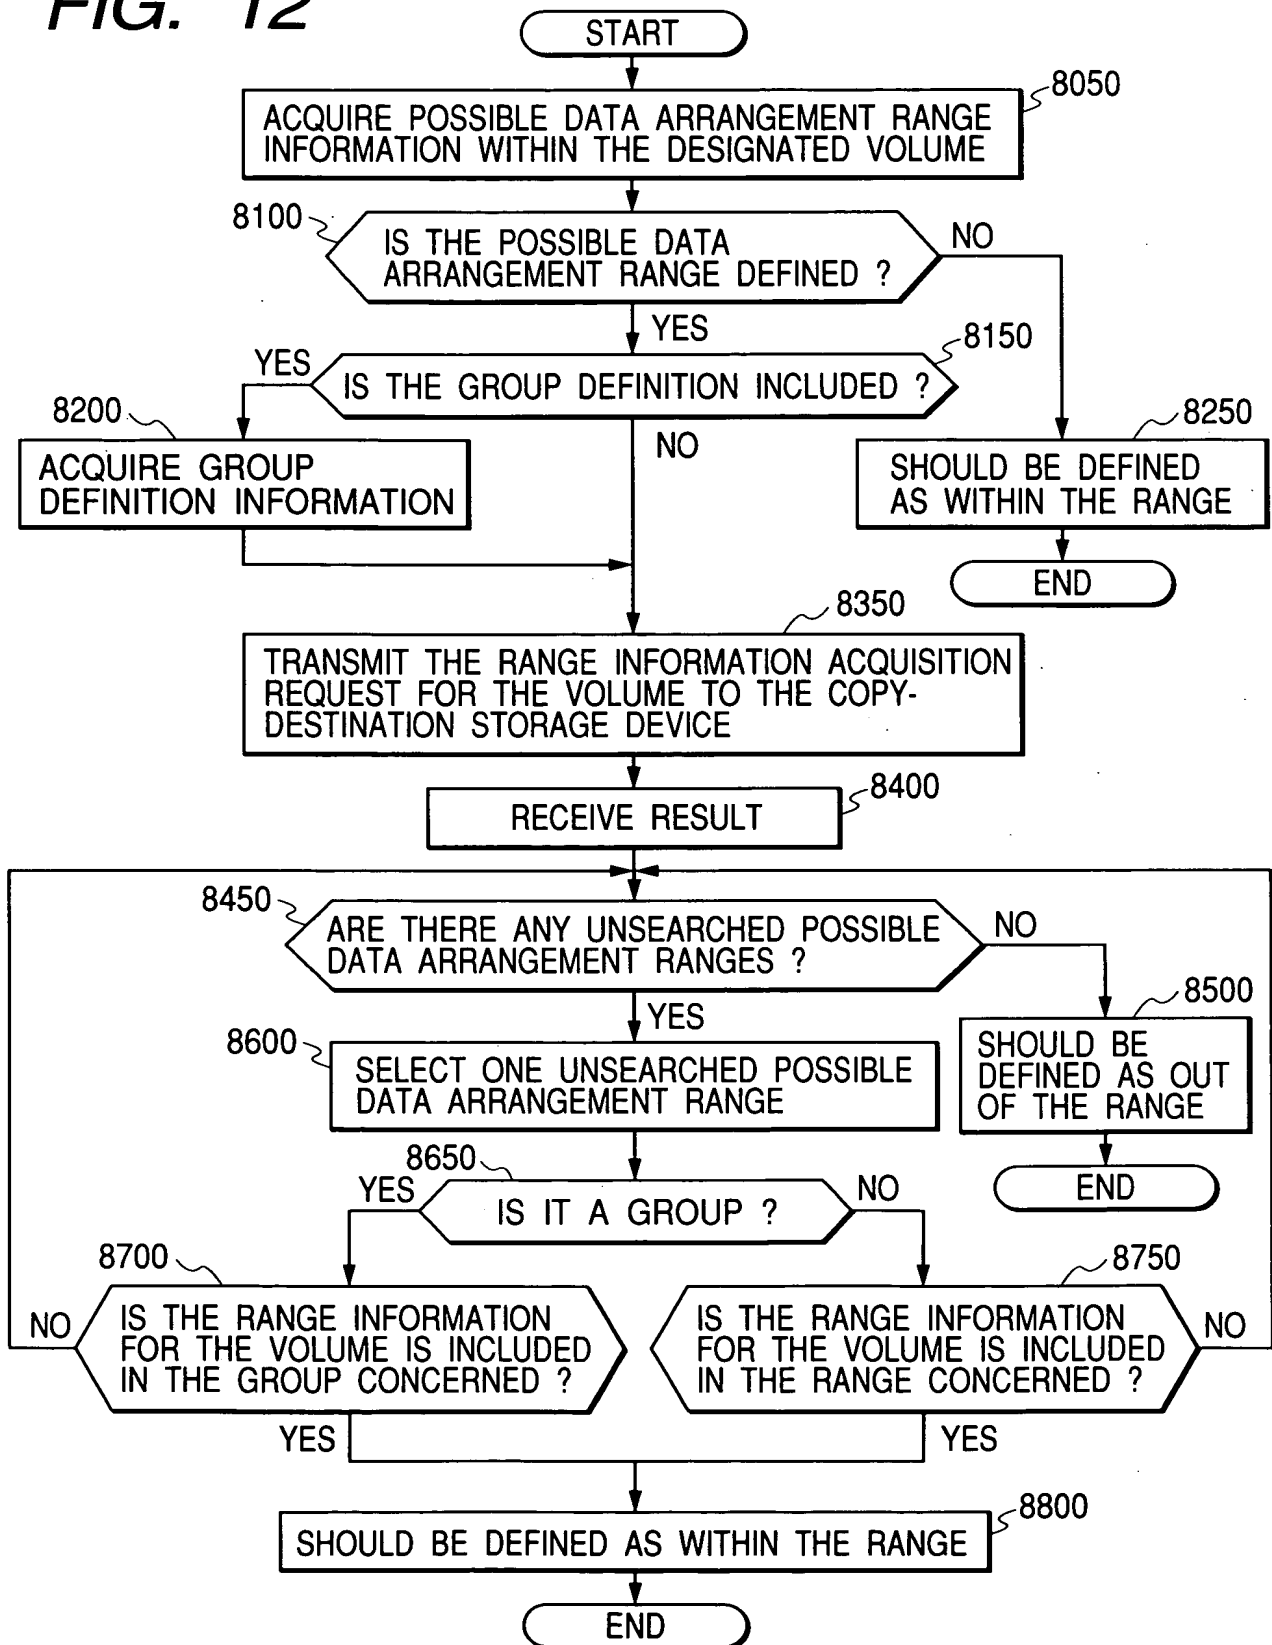 FIG. 12
START
8050
ACQUIRE POSSIBLE DATA ARRANGEMENT RANGE
INFORMATION WITHIN THE DESIGNATED VOLUME
8100
IS THE POSSIBLE DATA
ARRANGEMENT RANGE DEFINED ?
NO
YES
8150
YES
IS THE GROUP DEFINITION INCLUDED ?
NO
8200
ACQUIRE GROUP
DEFINITION INFORMATION
8250
SHOULD BE DEFINED
AS WITHIN THE RANGE
END
8350
TRANSMIT THE RANGE INFORMATION ACQUISITION
REQUEST FOR THE VOLUME TO THE COPY-
DESTINATION STORAGE DEVICE
8400
RECEIVE RESULT
8450
ARE THERE ANY UNSEARCHED POSSIBLE
DATA ARRANGEMENT RANGES ?
NO
YES
8500
SHOULD BE
DEFINED AS OUT
OF THE RANGE
END
8600
SELECT ONE UNSEARCHED POSSIBLE
DATA ARRANGEMENT RANGE
8650
YES
IS IT A GROUP ?
NO
8700
IS THE RANGE INFORMATION
FOR THE VOLUME IS INCLUDED
IN THE GROUP CONCERNED ?
NO
YES
8750
IS THE RANGE INFORMATION
FOR THE VOLUME IS INCLUDED
IN THE RANGE CONCERNED ?
NO
YES
8800
SHOULD BE DEFINED AS WITHIN THE RANGE
END